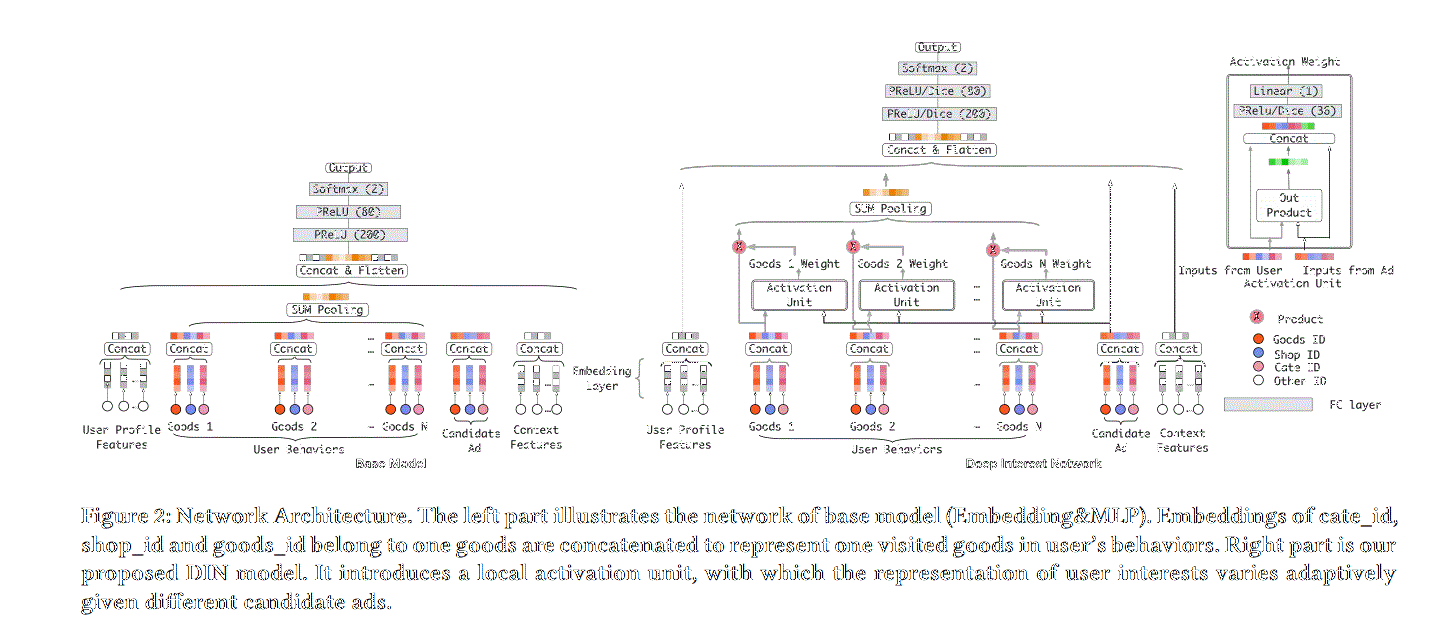 Output
Softmax (2)
PReLU (80)
PReLU (200)
Concat & Flatten
SUM Pooling
Concat
Concat
Concat
...
...
Concat
Concat
Concat
...
...
...
...
...
User Profile
Features
Goods 1
Goods 2
...
Goods N
Candidate
Ad
Context
Features
User Behaviors
Base Model
Output
Softmax (2)
PReLU/Dice (80)
PReLU/Dice (200)
Concat & Flatten
SUM Pooling
Goods 1 Weight
Goods 2 Weight
Goods N Weight
Activation
Unit
Activation
Unit
...
...
Activation
Unit
Embedding
Layer
Concat
Concat
Concat
...
...
Concat
Concat
Concat
...
...
...
...
...
User Profile
Features
Goods 1
Goods 2
...
Goods N
Candidate
Ad
Context
Features
User Behaviors
Deep Interest Network
Activation Weight
Linear (1)
PRelu/Dice (36)
Concat
Out
Product
Inputs from User
Inputs from Ad
Activation Unit
X Product
Goods ID
Shop ID
Cate ID
Other ID
FC layer
Figure 2: Network Architecture. The left part illustrates the network of base model (Embedding&MLP). Embeddings of cate_id,
shop_id and goods_id belong to one goods are concatenated to represent one visited goods in user's behaviors. Right part is our
proposed DIN model. It introduces a local activation unit, with which the representation of user interests varies adaptively
given different candidate ads.